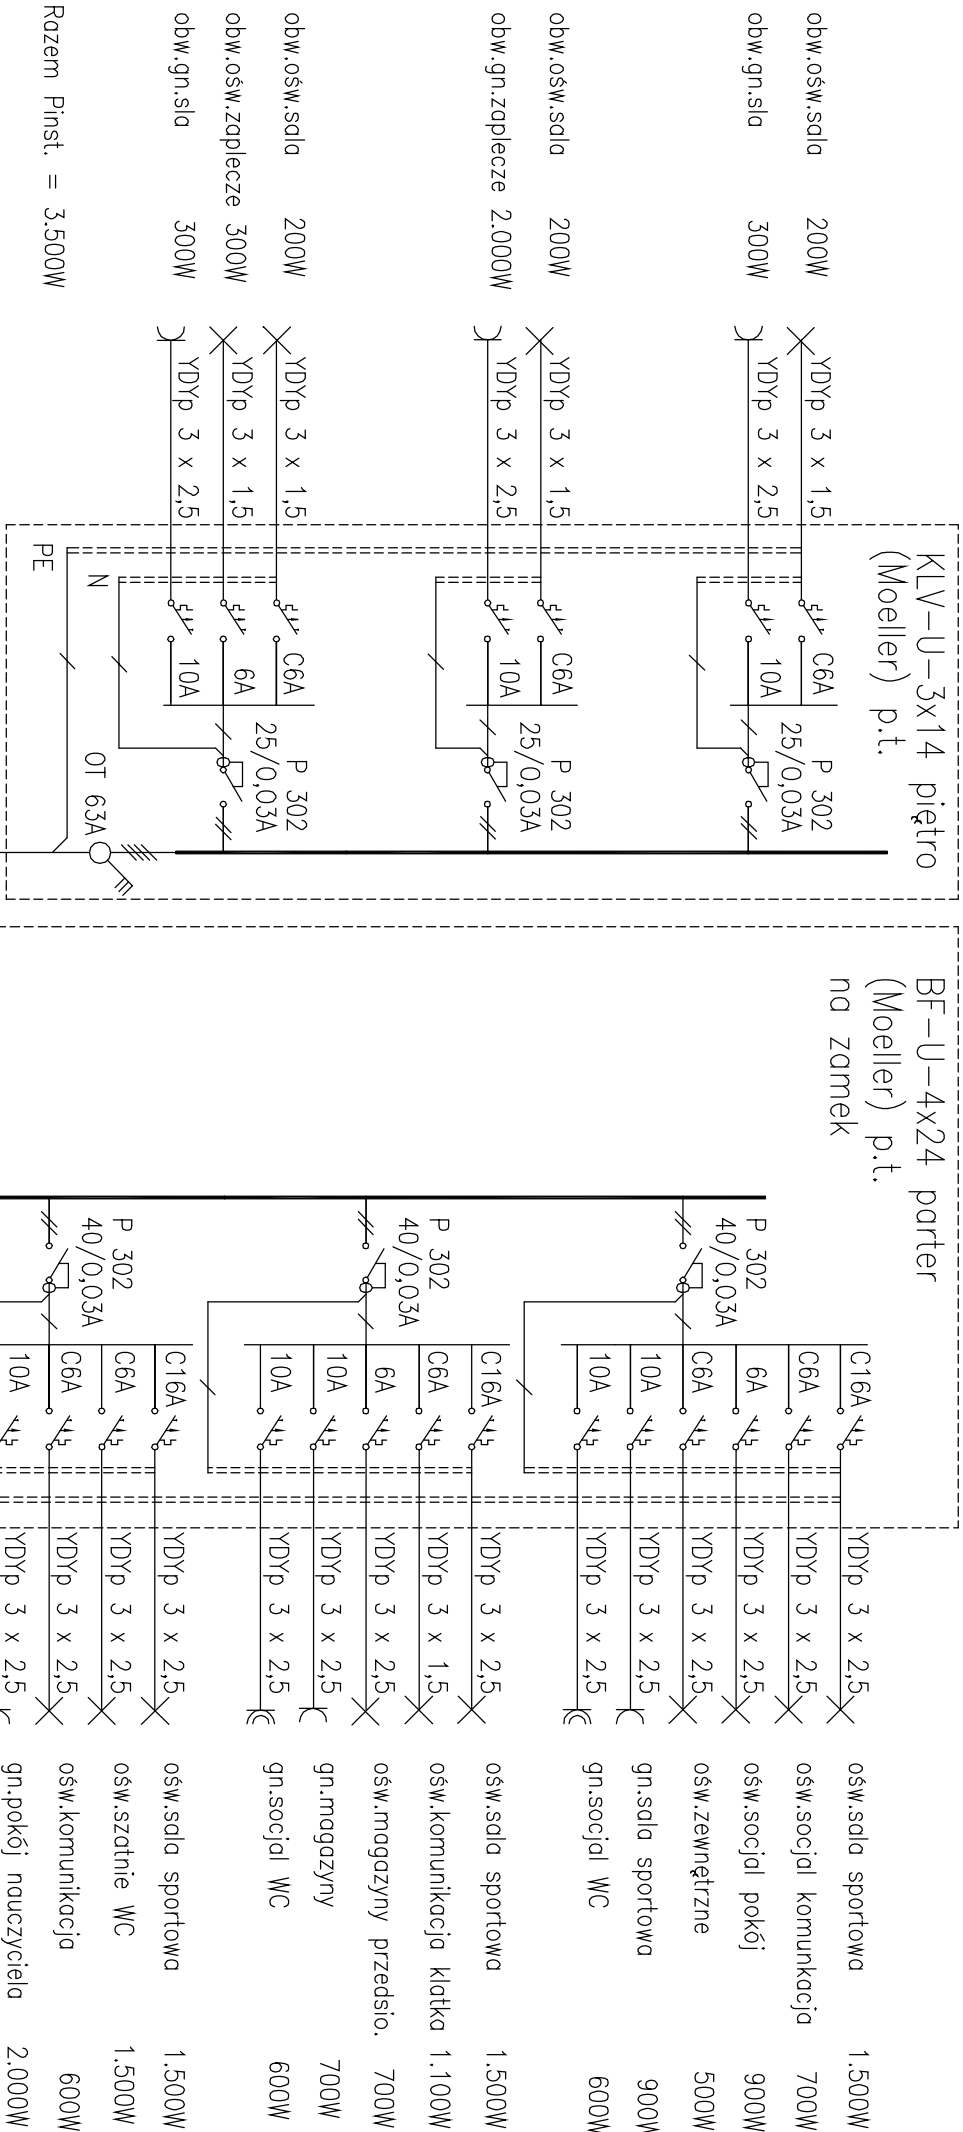 KLV-U-3x14 piętro
(Moeller) p.t.
obw.ośw.sala 200W YDYp 3 x 1,5 C6A
obw.gn.sla 300W YDYp 3 x 2,5 10A
P 302
25/0,03A
obw.ośw.sala 200W YDYp 3 x 1,5 C6A
obw.gn.zaplecze 2.000W YDYp 3 x 2,5 10A
P 302
25/0,03A
obw.ośw.sala 200W YDYp 3 x 1,5 C6A
obw.ośw.zaplecze 300W YDYp 3 x 1,5 6A
obw.gn.sla 300W YDYp 3 x 2,5 10A
P 302
25/0,03A
N
PE
OT 63A
Razem Pinst. = 3.500W
BF-U-4x24 parter
(Moeller) p.t.
na zamek
P 302
40/0,03A
C16A YDYp 3 x 2,5 ośw.sala sportowa 1.500W
C6A YDYp 3 x 2,5 ośw.socjal komunkacja 700W
6A YDYp 3 x 2,5 ośw.socjal pokój 900W
C6A YDYp 3 x 2,5 ośw.zewnętrzne 500W
10A YDYp 3 x 2,5 gn.sala sportowa 900W
10A YDYp 3 x 2,5 gn.socjal WC 600W
P 302
40/0,03A
C16A YDYp 3 x 2,5 ośw.sala sportowa 1.500W
C6A YDYp 3 x 1,5 ośw.komunikacja klatka 1.100W
6A YDYp 3 x 2,5 ośw.magazyny przedsio. 700W
10A YDYp 3 x 2,5 gn.magazyny 700W
10A YDYp 3 x 2,5 gn.socjal WC 600W
P 302
40/0,03A
C16A YDYp 3 x 2,5 ośw.sala sportowa 1.500W
C6A YDYp 3 x 2,5 ośw.szatnie WC 1.500W
C6A YDYp 3 x 2,5 ośw.komunikacja 600W
10A YDYp 3 x 2,5 gn.pokój nauczyciela 2.000W